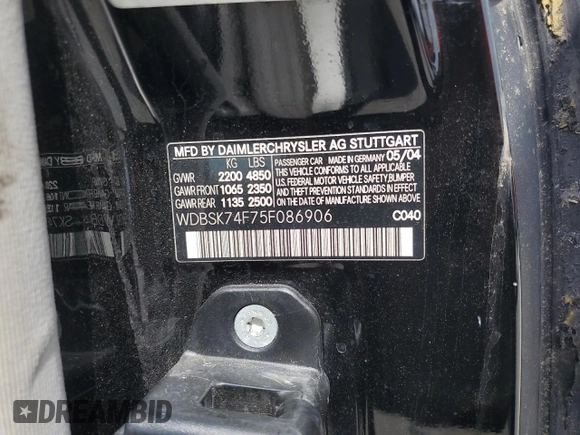 MFD BY DAIMLERCHRYSLER AG STUTTGART
KG LBS
GVWR 2200 4850
GAWR FRONT 1065 2350
GAWR REAR 1135 2500
PASSENGER CAR MADE IN GERMANY 05/04
THIS VEHICLE CONFORMS TO ALL APPLICABLE
U.S. FEDERAL MOTOR VEHICLE SAFETY, BUMPER,
AND THEFT PREVENTION STANDARDS IN EFFECT
ON THE DATE OF MANUFACTURE SHOWN ABOVE
WDBSK74F75F086906 C040
DREAMBID